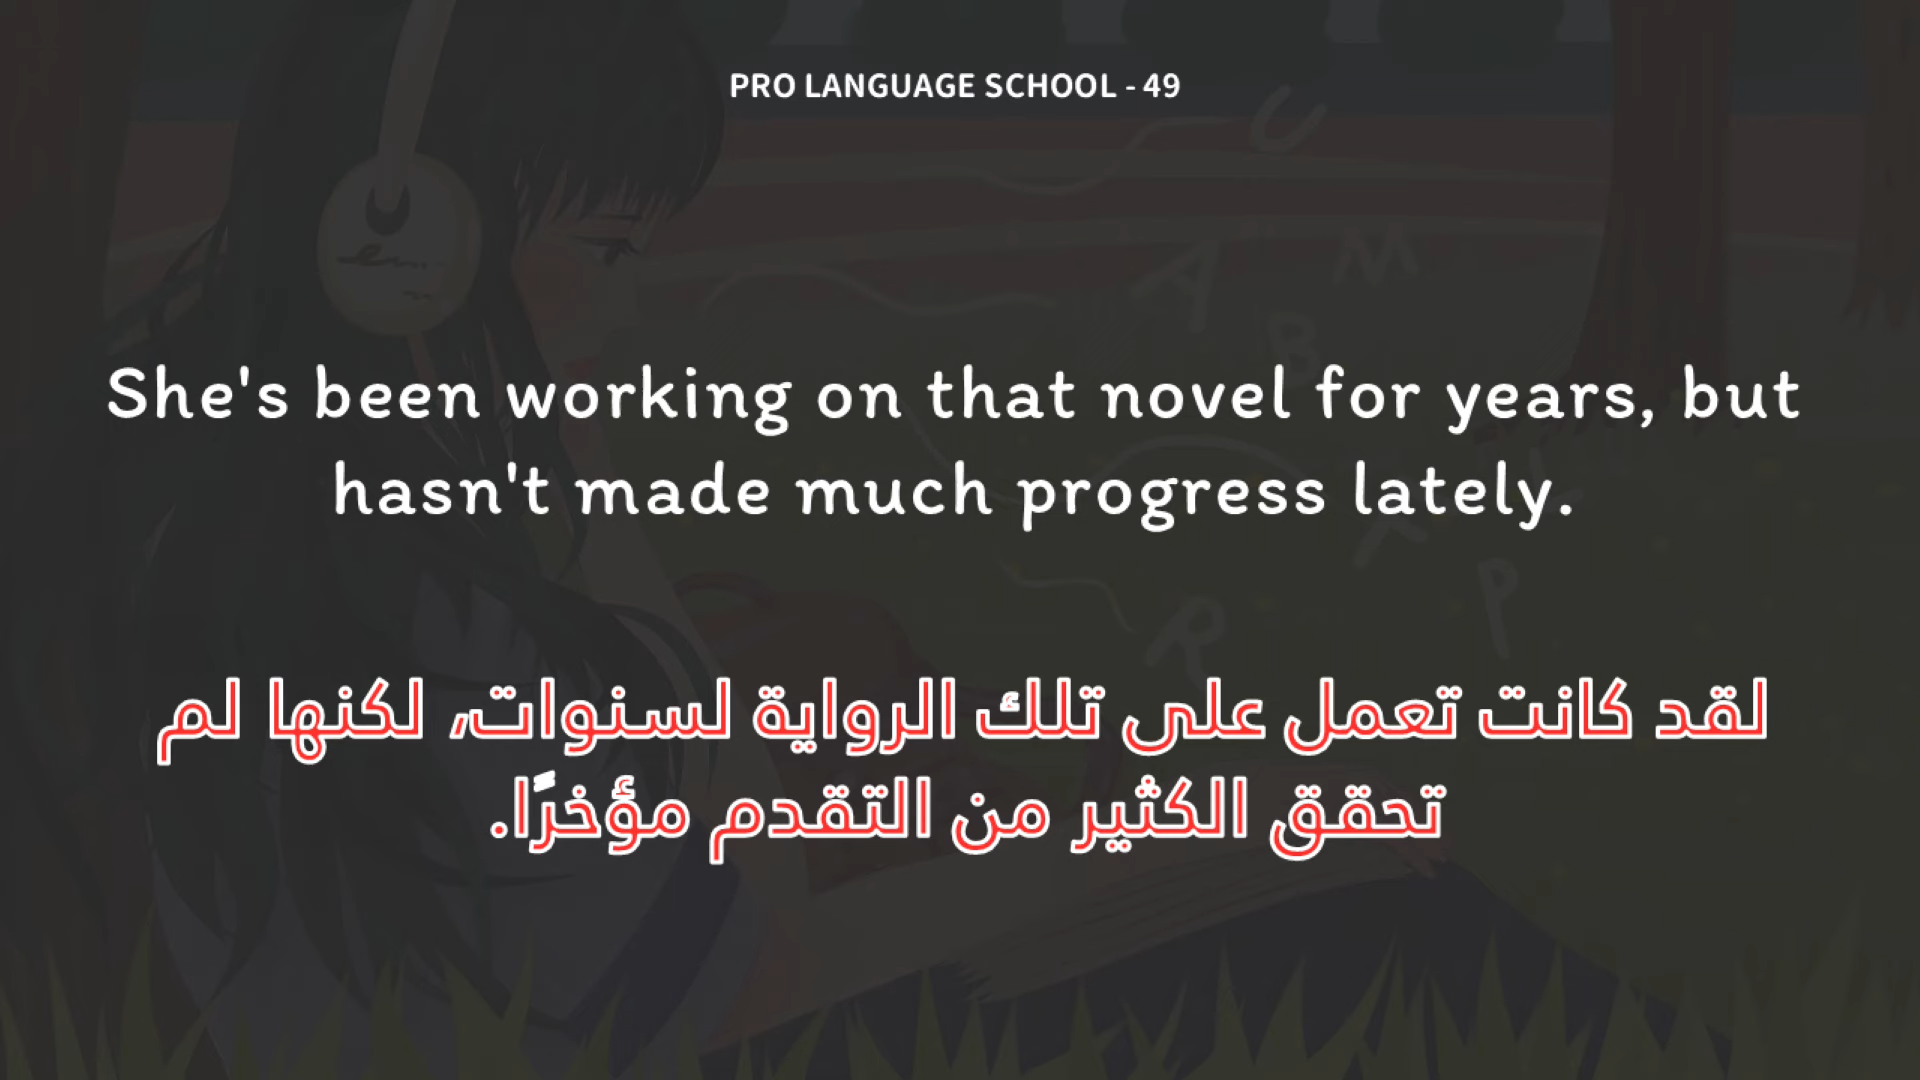 PRO LANGUAGE SCHOOL - 49
She's been working on that novel for years, but
hasn't made much progress lately.
لقد كانت تعمل على تلك الرواية لسنوات، لكنها لم
تحقق الكثير من التقدم مؤخرًا.
U
A M
B
R P